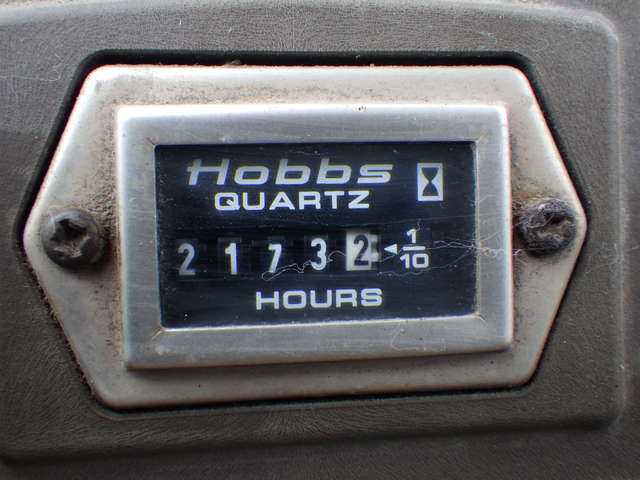 Hobbs
QUARTZ
2 1 7 3 2 ◄ 1/10
HOURS